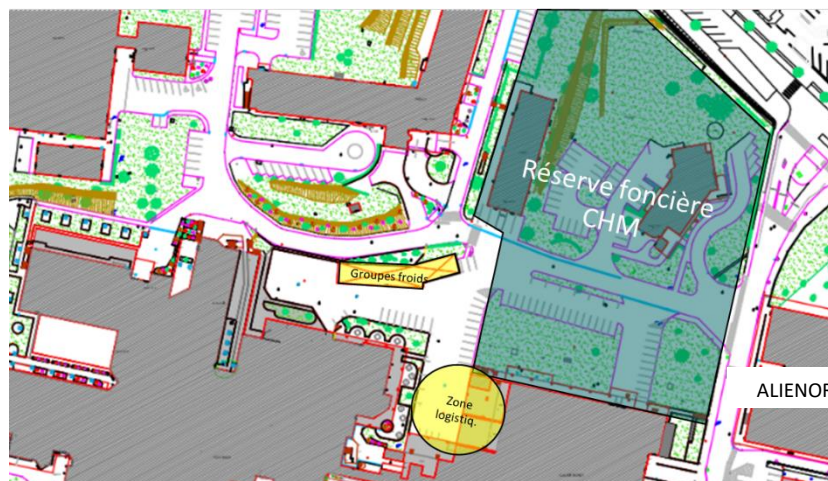 Réserve foncière
CHM
Groupes froids
Zone
logistiq.
ALIENOR